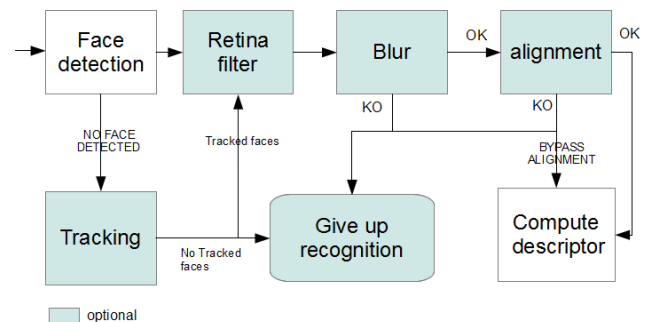 Face
detection
Retina
filter
Blur
OK
alignment
OK
KO
KO
NO FACE
DETECTED
Tracked faces
BYPASS
ALIGNMENT
Tracking
No Tracked
faces
Give up
recognition
Compute
descriptor
optional